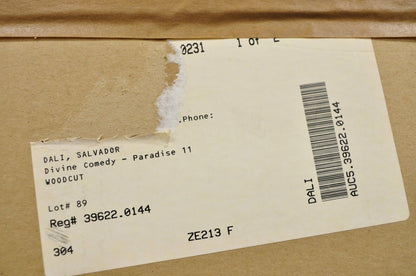 0231 1 of 2
.Phone:
DALI, SALVADOR
Divine Comedy - Paradise 11
WOODCUT
Lot# 89
Reg# 39622.0144
304
ZE213 F
DALI
AUC5.39622.0144